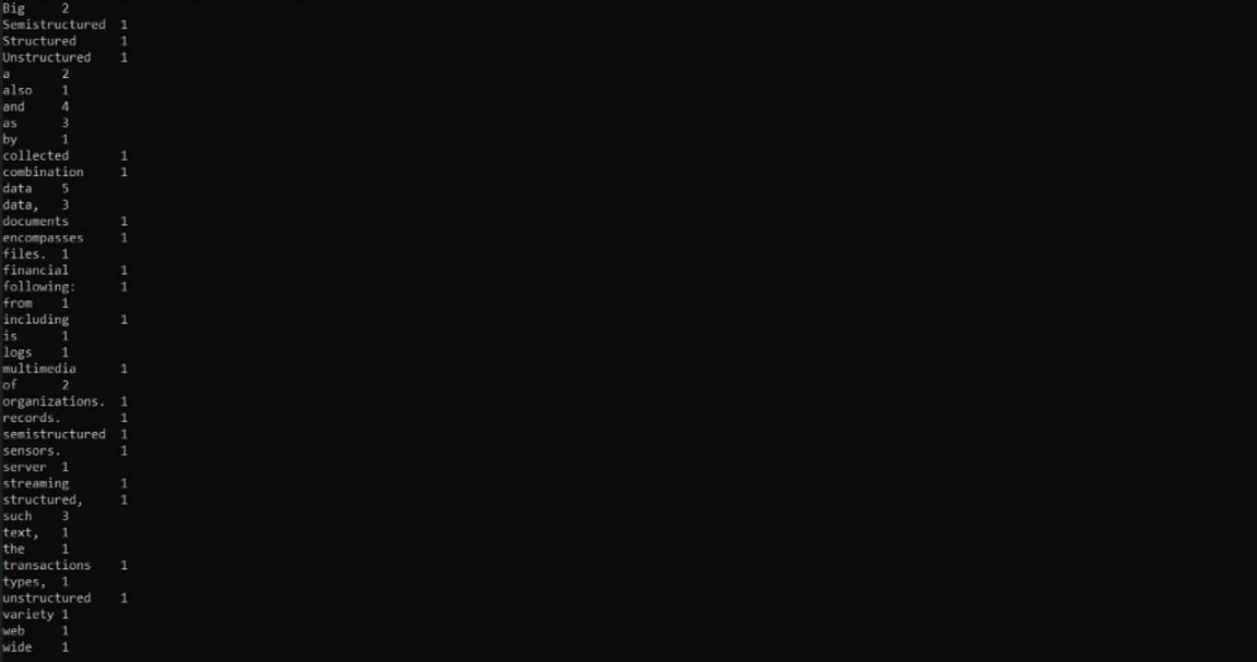 Big 2
Semistructured 1
Structured 1
Unstructured 1
a 2
also 1
and 4
as 3
by 1
collected 1
combination 1
data 5
data, 3
documents 1
encompasses 1
files. 1
financial 1
following: 1
from 1
including 1
is 1
logs 1
multimedia 1
of 2
organizations. 1
records. 1
semistructured 1
sensors. 1
server 1
streaming 1
structured, 1
such 3
text, 1
the 1
transactions 1
types, 1
unstructured 1
variety 1
web 1
wide 1